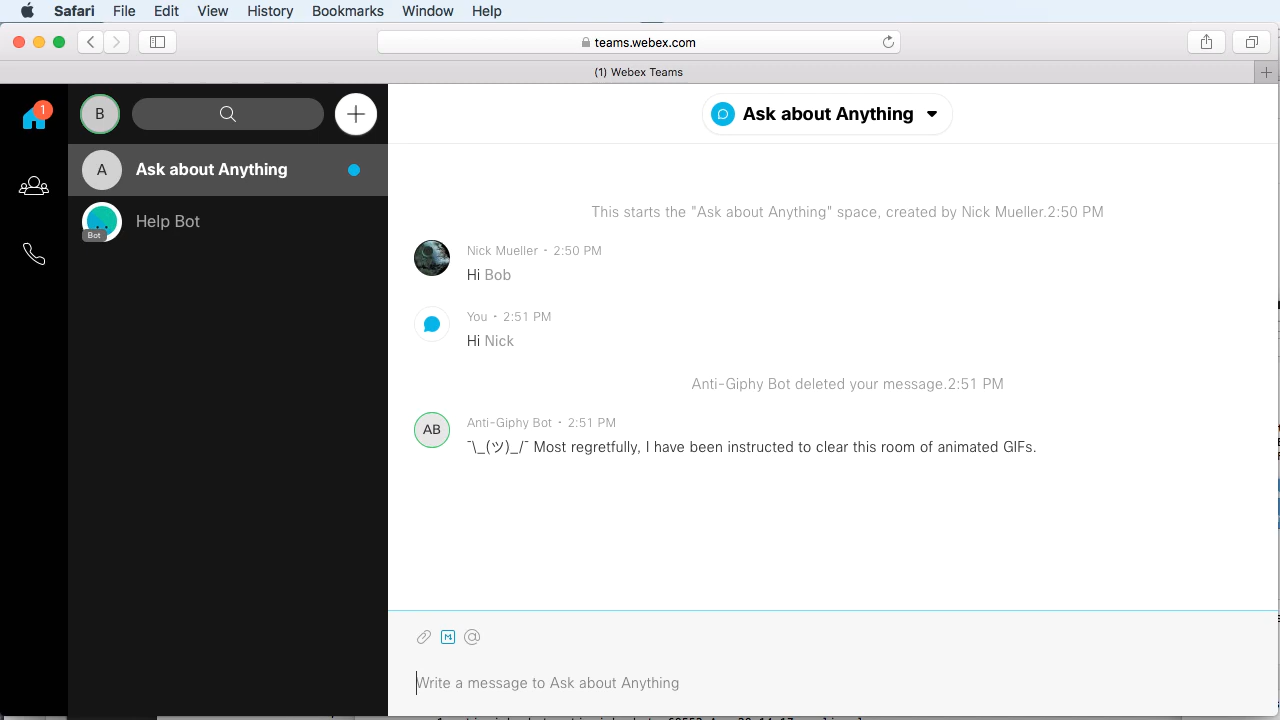 Safari File Edit View History Bookmarks Window Help
teams.webex.com
(1) Webex Teams
1
B
A Ask about Anything
Help Bot
Bot
Ask about Anything
This starts the "Ask about Anything" space, created by Nick Mueller.2:50 PM
Nick Mueller · 2:50 PM
Hi Bob
You · 2:51 PM
Hi Nick
Anti-Giphy Bot deleted your message.2:51 PM
AB
Anti-Giphy Bot · 2:51 PM
¯\_(ツ)_/¯ Most regretfully, I have been instructed to clear this room of animated GIFs.
@
Write a message to Ask about Anything